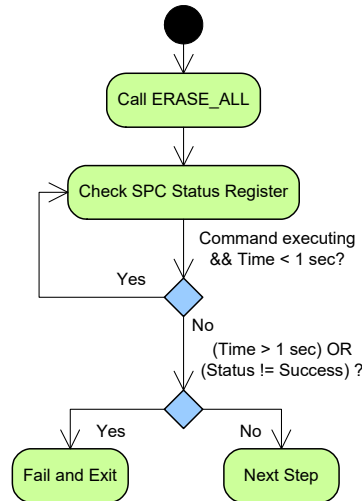 Call ERASE_ALL
Check SPC Status Register
Command executing
&& Time < 1 sec?
Yes
No
(Time > 1 sec) OR
(Status != Success) ?
Yes
No
Fail and Exit
Next Step